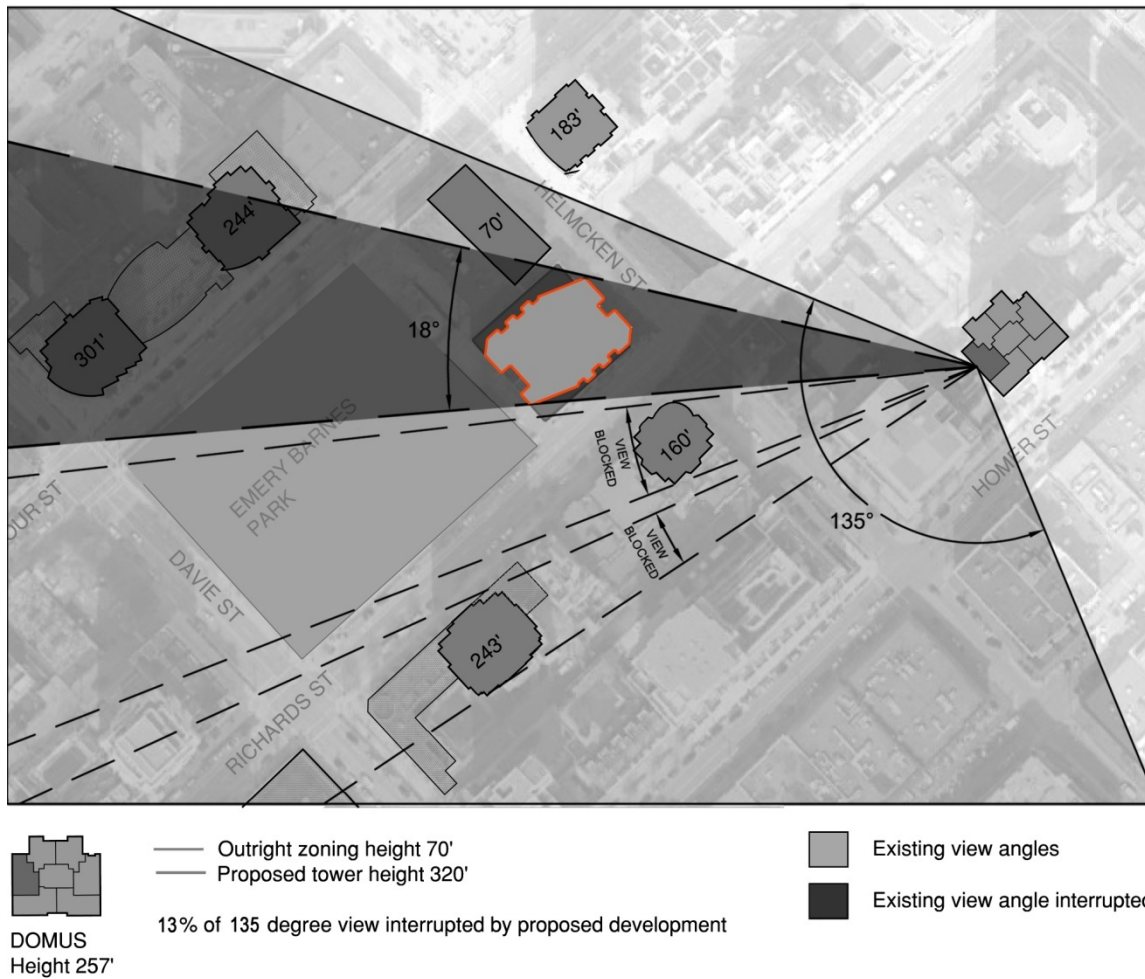 183'
HELMCKEN ST
70'
244'
301'
18°
EMERY BARNES
PARK
VIEW
BLOCKED
160'
VIEW
BLOCKED
135°
HOMER ST
OUR ST
DAVIE ST
243'
RICHARDS ST
DOMUS
Height 257'
Outright zoning height 70'
Proposed tower height 320'
13% of 135 degree view interrupted by proposed development
Existing view angles
Existing view angle interrupted